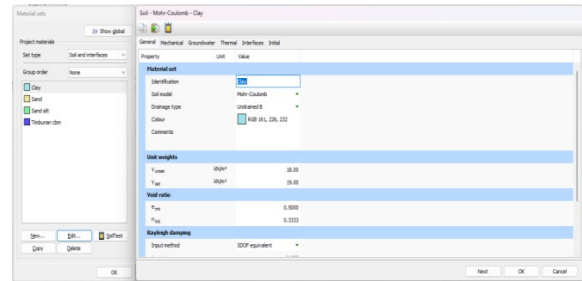 Material sets
>> Show global
Project materials
Set type Soil and interfaces
Group order None
Clay
Sand
Sand silt
Timbunan cbm
New... Edit... SoilTest
Copy Delete
OK
Soil - Mohr-Coulomb - Clay
General Mechanical Groundwater Thermal Interfaces Initial
Property Unit Value
Material set
Identification Clay
Soil model Mohr-Coulomb
Drainage type Undrained B
Colour RGB 161, 226, 232
Comments
Unit weights
γ unsat kN/m³ 18.00
γ sat kN/m³ 19.00
Void ratio
e init 0.5000
n init 0.3333
Rayleigh damping
Input method SDOF equivalent
Next OK Cancel